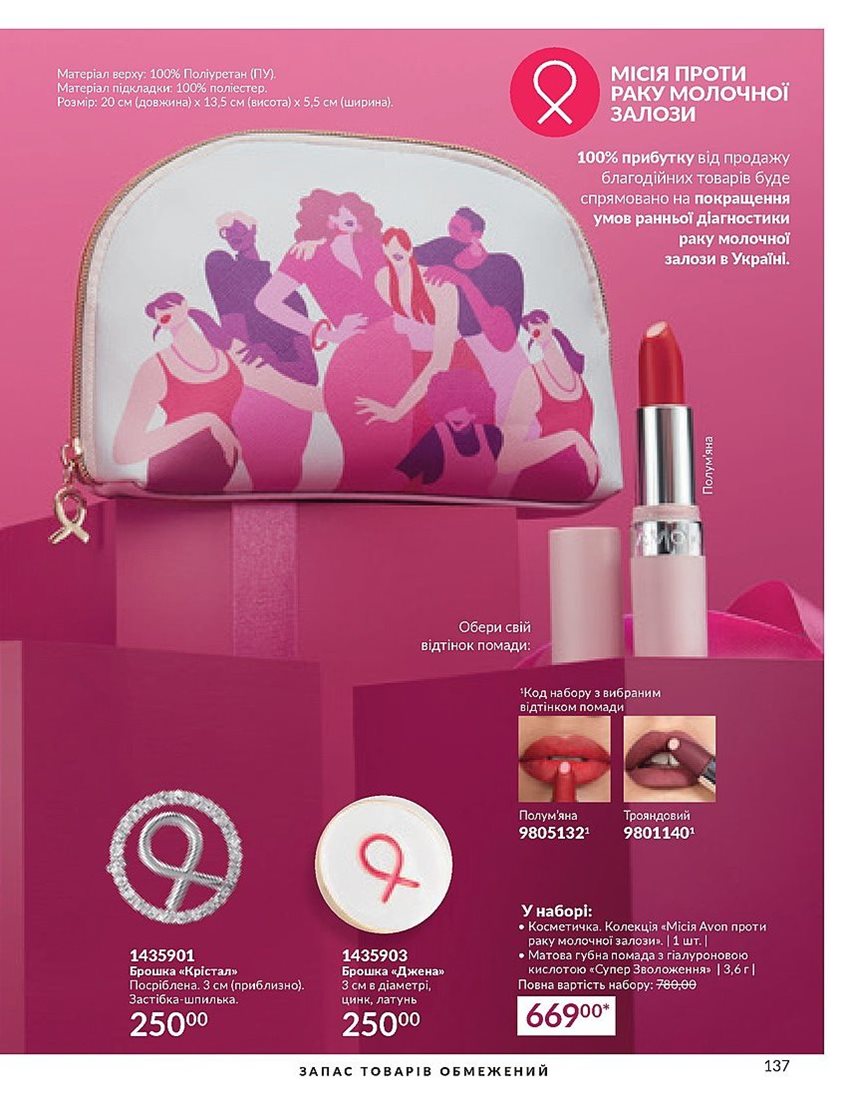 Матеріал верху: 100% Поліуретан (ПУ).
Матеріал підкладки: 100% поліестер.
Розмір: 20 см (довжина) x 13,5 см (висота) x 5,5 см (ширина).
МІСІЯ ПРОТИ
РАКУ МОЛОЧНОЇ
ЗАЛОЗИ
100% прибутку від продажу
благодійних товарів буде
спрямовано на покращення
умов ранньої діагностики
раку молочної
залози в Україні.
Полум'яна
AVON
Обери свій
відтінок помади:
¹Код набору з вибраним
відтінком помади
Полум'яна
9805132¹
Трояндовий
9801140¹
1435901
Брошка «Крістал»
Посріблена. 3 см (приблизно).
Застібка-шпилька.
250⁰⁰
1435903
Брошка «Джена»
3 см в діаметрі,
цинк, латунь
250⁰⁰
У наборі:
• Косметичка. Колекція «Місія Avon проти
раку молочної залози». | 1 шт. |
• Матова губна помада з гіалуроновою
кислотою «Супер Зволоження» | 3,6 г |
Повна вартість набору: 780,00
669⁰⁰*
ЗАПАС ТОВАРІВ ОБМЕЖЕНИЙ
137